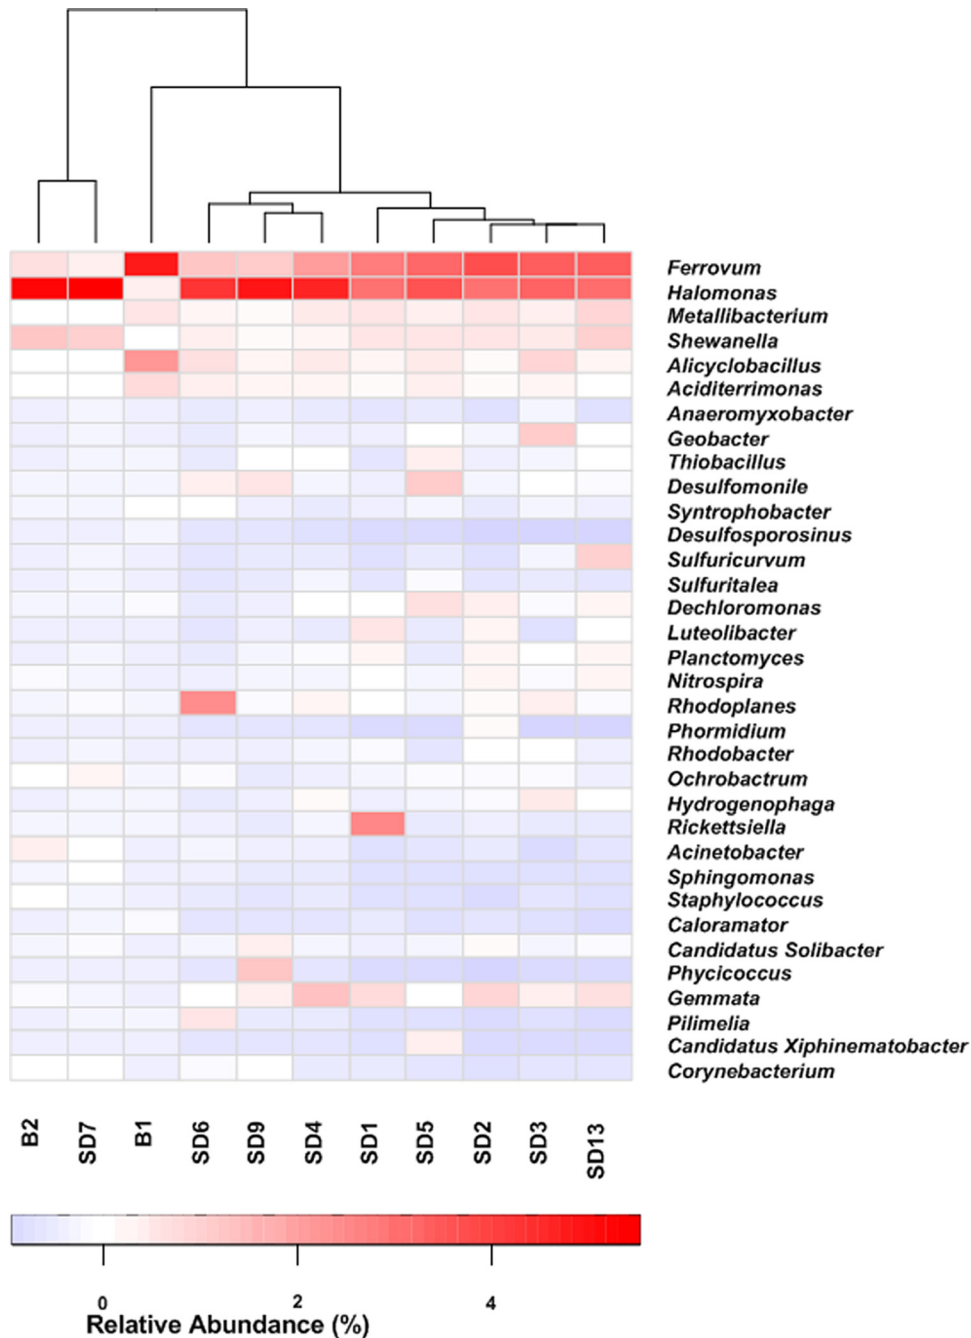 Ferrovum
Halomonas
Metallibacterium
Shewanella
Alicyclobacillus
Aciditerrimonas
Anaeromyxobacter
Geobacter
Thiobacillus
Desulfomonile
Syntrophobacter
Desulfosporosinus
Sulfuricurvum
Sulfuritalea
Dechloromonas
Luteolibacter
Planctomyces
Nitrospira
Rhodoplanes
Phormidium
Rhodobacter
Ochrobactrum
Hydrogenophaga
Rickettsiella
Acinetobacter
Sphingomonas
Staphylococcus
Caloramator
Candidatus Solibacter
Phycicoccus
Gemmata
Pilimelia
Candidatus Xiphinematobacter
Corynebacterium
B2 SD7 B1 SD6 SD9 SD4 SD1 SD5 SD2 SD3 SD13
0 2 4
Relative Abundance (%)